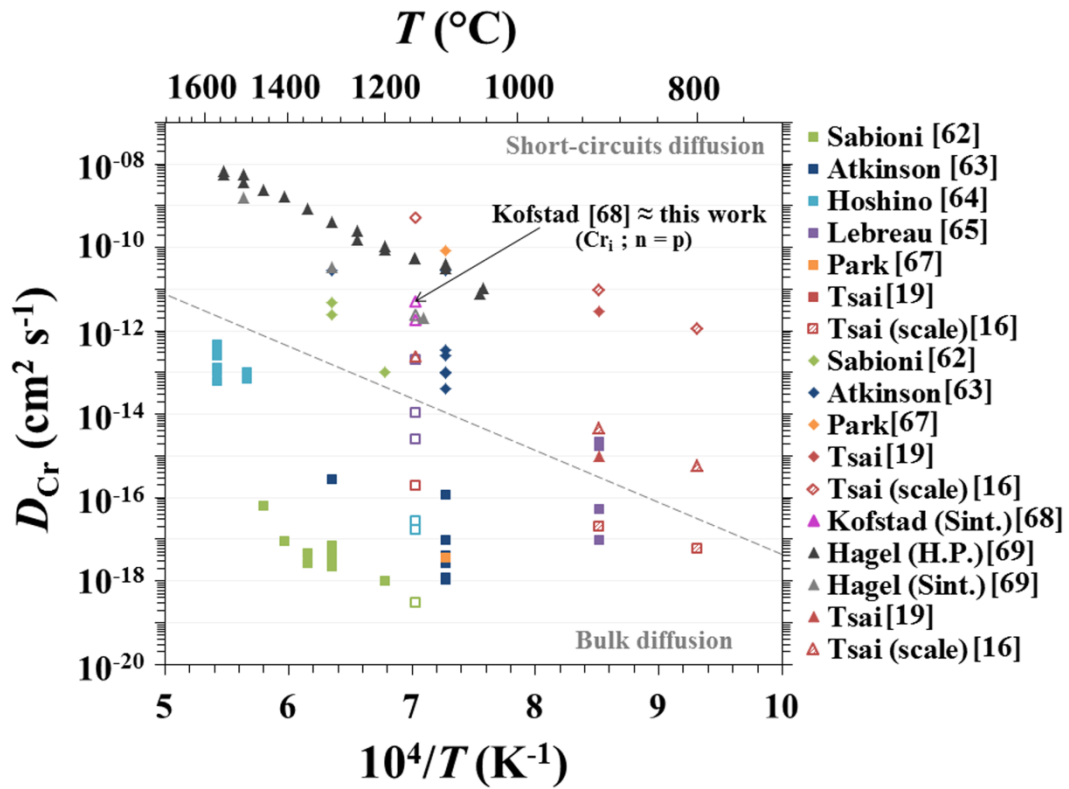 T (°C)
1600 1400 1200 1000 800
Short-circuits diffusion
10-08
Kofstad [68] ≈ this work
(Cri ; n = p)
10-10
10-12
10-14
10-16
10-18
10-20
DCr (cm2 s-1)
Bulk diffusion
5 6 7 8 9 10
104/T (K-1)
Sabioni [62]
Atkinson [63]
Hoshino [64]
Lebreau [65]
Park [67]
Tsai [19]
Tsai (scale) [16]
Sabioni [62]
Atkinson [63]
Park [67]
Tsai [19]
Tsai (scale) [16]
Kofstad (Sint.) [68]
Hagel (H.P.) [69]
Hagel (Sint.) [69]
Tsai [19]
Tsai (scale) [16]